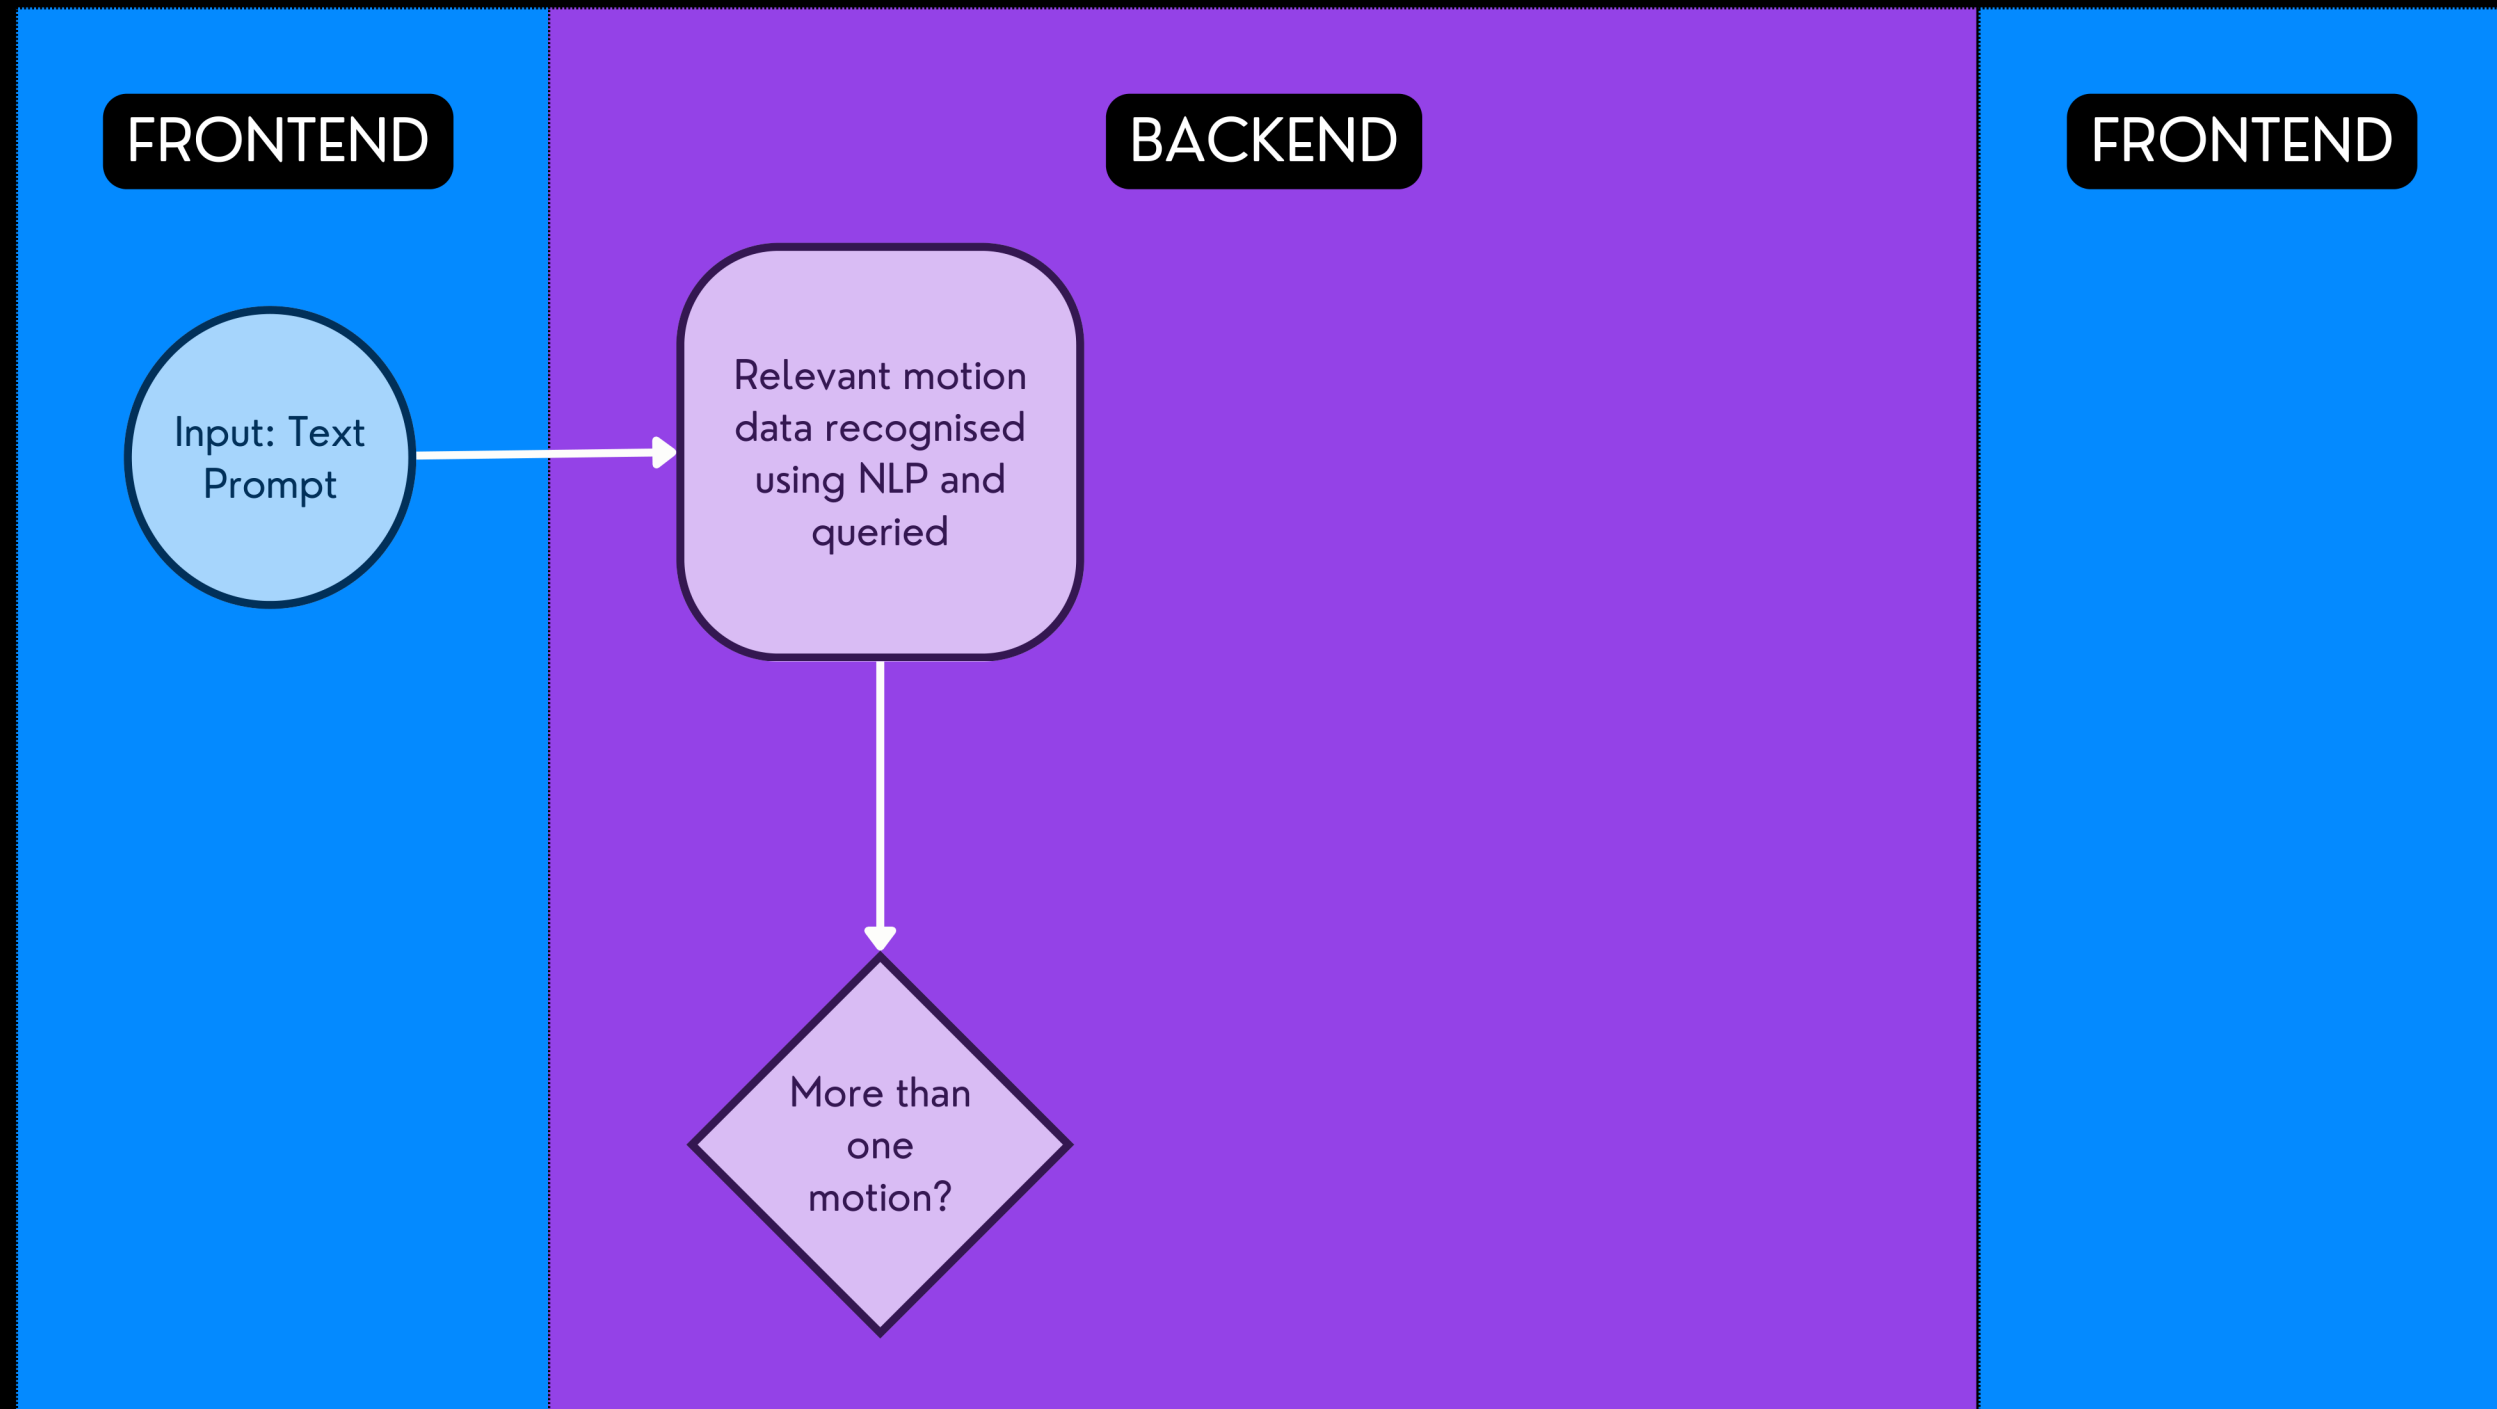 FRONTEND
BACKEND
FRONTEND
Input: Text
Prompt
Relevant motion
data recognised
using NLP and
queried
More than
one
motion?